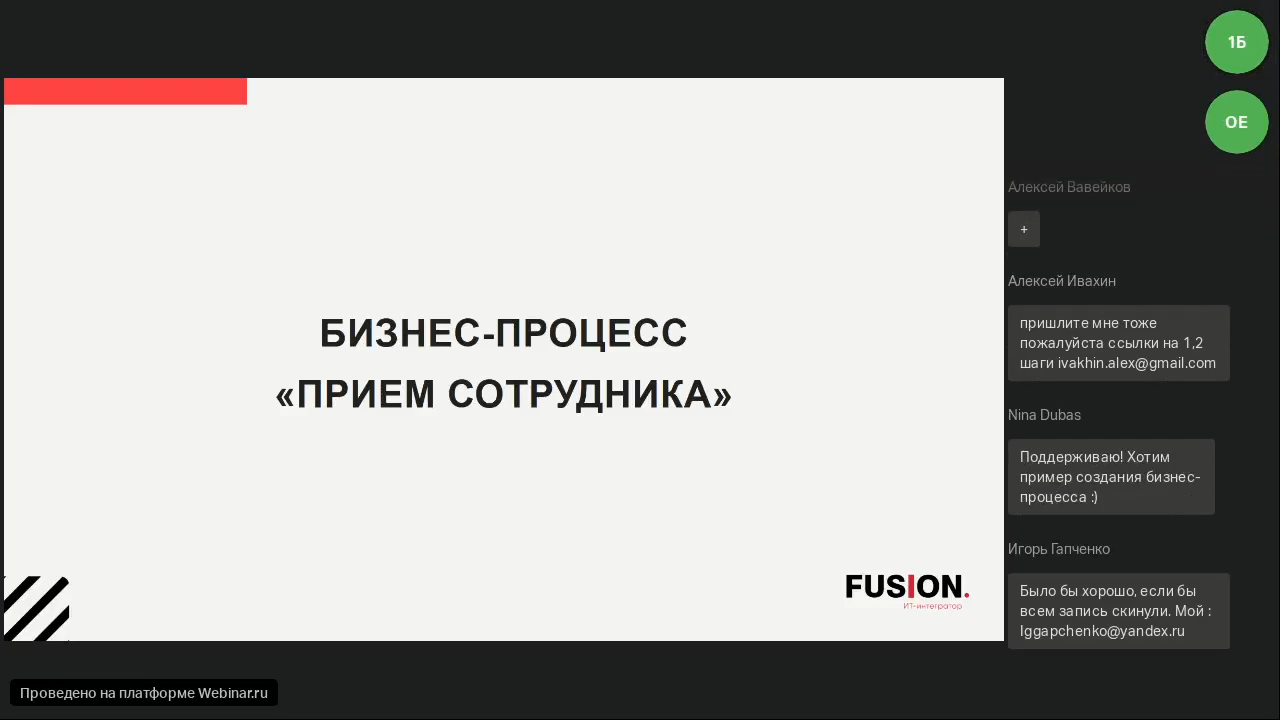 1Б
ОЕ
БИЗНЕС-ПРОЦЕСС
«ПРИЕМ СОТРУДНИКА»
FUSION.
ИТ-интегратор
Алексей Вавейков
+
Алексей Ивахин
пришлите мне тоже
пожалуйста ссылки на 1,2
шаги ivakhin.alex@gmail.com
Nina Dubas
Поддерживаю! Хотим
пример создания бизнес-
процесса :)
Игорь Гапченко
Было бы хорошо, если бы
всем запись скинули. Мой :
Iggapchenko@yandex.ru
Проведено на платформе Webinar.ru